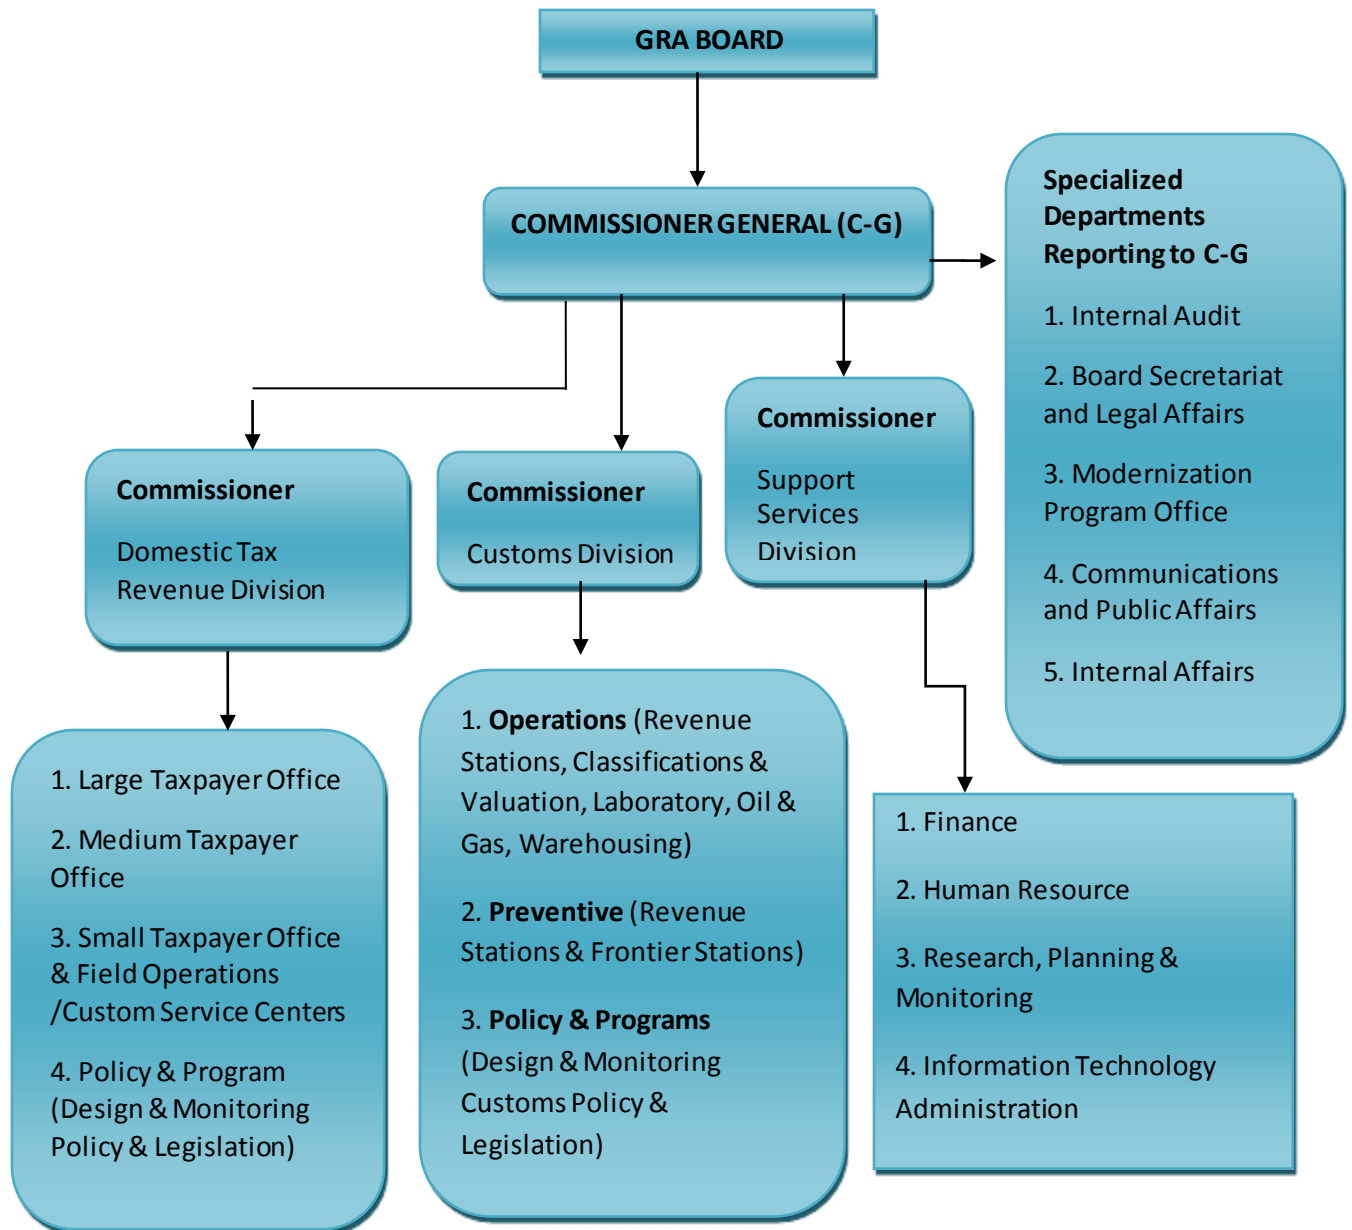 GRA BOARD
COMMISSIONER GENERAL (C-G)
Specialized
Departments
Reporting to C-G
1. Internal Audit
2. Board Secretariat
and Legal Affairs
3. Modernization
Program Office
4. Communications
and Public Affairs
5. Internal Affairs
Commissioner
Domestic Tax
Revenue Division
Commissioner
Customs Division
Commissioner
Support
Services
Division
1. Large Taxpayer Office
2. Medium Taxpayer
Office
3. Small Taxpayer Office
& Field Operations
/Custom Service Centers
4. Policy & Program
(Design & Monitoring
Policy & Legislation)
1. Operations (Revenue
Stations, Classifications &
Valuation, Laboratory, Oil &
Gas, Warehousing)
2. Preventive (Revenue
Stations & Frontier Stations)
3. Policy & Programs
(Design & Monitoring
Customs Policy &
Legislation)
1. Finance
2. Human Resource
3. Research, Planning &
Monitoring
4. Information Technology
Administration